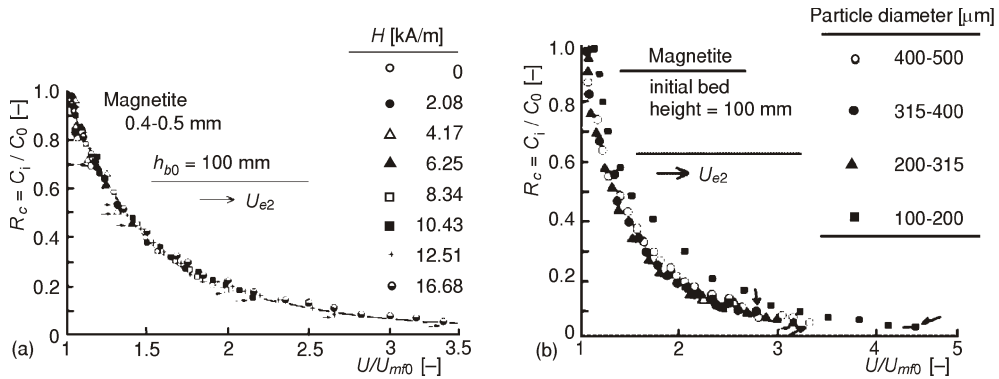 H [kA/m]
0
2.08
4.17
6.25
8.34
10.43
12.51
16.68
Magnetite
0.4-0.5 mm
h_b0 = 100 mm
U_e2
R_c = C_i / C_0 [–]
1.0
0.8
0.6
0.4
0.2
0
1
1.5
2
2.5
3
3.5
U/U_mf0 [–]
(a)
Particle diameter [μm]
400-500
315-400
200-315
100-200
Magnetite
initial bed
height = 100 mm
U_e2
R_c = C_i / C_0 [–]
1.0
0.8
0.6
0.4
0.2
0
1
2
3
4
5
U/U_mf0 [–]
(b)